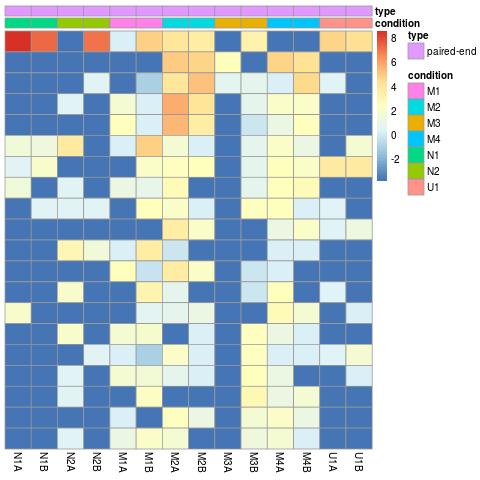 type
condition
8
6
4
2
0
-2
type
paired-end
condition
M1
M2
M3
M4
N1
N2
U1
N1A N1B N2A N2B M1A M1B M2A M2B M3A M3B M4A M4B U1A U1B